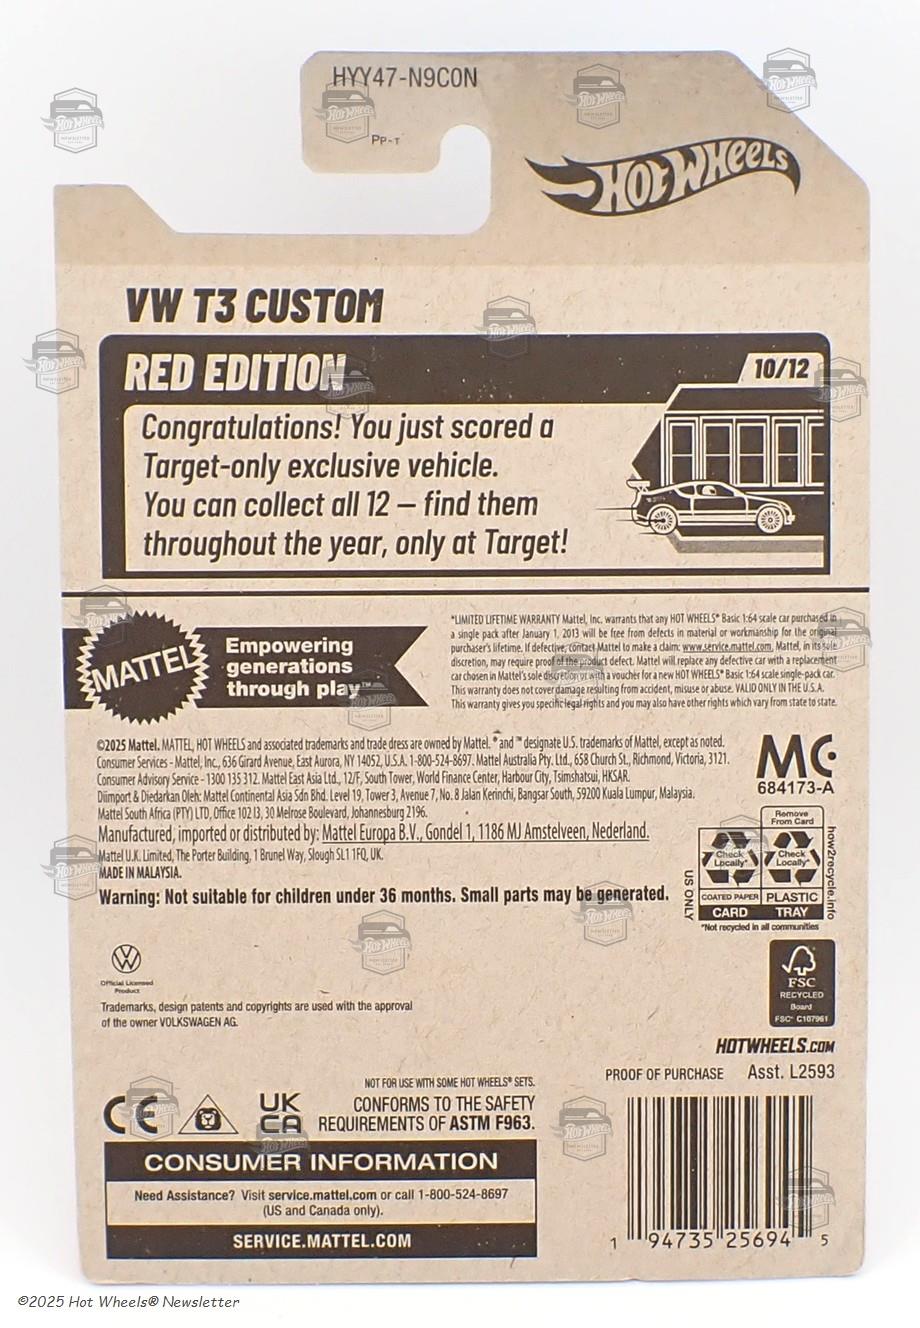 HYY47-N9C0N
Pp-T
HOT WHEELS
VW T3 CUSTOM
RED EDITION
10/12
Congratulations! You just scored a
Target-only exclusive vehicle.
You can collect all 12 – find them
throughout the year, only at Target!
MATTEL
Empowering
generations
through play™
*LIMITED LIFETIME WARRANTY Mattel, Inc. warrants that any HOT WHEELS® Basic 1:64 scale car purchased in
a single pack after January 1, 2013 will be free from defects in material or workmanship for the original
purchaser's lifetime. If defective, contact Mattel to make a claim: www.service.mattel.com. Mattel, in its sole
discretion, may require proof of the product defect. Mattel will replace any defective car with a replacement
car chosen in Mattel's sole discretion or with a voucher for a new HOT WHEELS® Basic 1:64 scale single-pack car.
This warranty does not cover damage resulting from accident, misuse or abuse. VALID ONLY IN THE U.S.A.
This warranty gives you specific legal rights and you may also have other rights which vary from state to state.
©2025 Mattel. MATTEL, HOT WHEELS and associated trademarks and trade dress are owned by Mattel. ® and ™ designate U.S. trademarks of Mattel, except as noted.
Consumer Services - Mattel, Inc., 636 Girard Avenue, East Aurora, NY 14052, U.S.A. 1-800-524-8697. Mattel Australia Pty. Ltd., 658 Church St., Richmond, Victoria, 3121.
Consumer Advisory Service - 1300 135 312. Mattel East Asia Ltd., 12/F, South Tower, World Finance Center, Harbour City, Tsimshatsui, HKSAR.
Diimport & Diedarkan Oleh: Mattel Continental Asia Sdn Bhd. Level 19, Tower 3, Avenue 7, No. 8 Jalan Kerinchi, Bangsar South, 59200 Kuala Lumpur, Malaysia.
Mattel South Africa (PTY) LTD, Office 102 I3, 30 Melrose Boulevard, Johannesburg 2196.
Manufactured, imported or distributed by: Mattel Europa B.V., Gondel 1, 1186 MJ Amstelveen, Nederland.
Mattel U.K. Limited, The Porter Building, 1 Brunel Way, Slough SL1 1FQ, UK.
MADE IN MALAYSIA.
Warning: Not suitable for children under 36 months. Small parts may be generated.
MC
684173-A
US ONLY
Remove
From Card
Check
Locally*
Check
Locally*
COATED PAPER
PLASTIC
CARD
TRAY
how2recycle.info
*Not recycled in all communities
Official Licensed
Product
Trademarks, design patents and copyrights are used with the approval
of the owner VOLKSWAGEN AG.
FSC
RECYCLED
Board
FSC® C107961
HOTWHEELS.COM
PROOF OF PURCHASE Asst. L2593
NOT FOR USE WITH SOME HOT WHEELS® SETS.
CE
UK
CA
CONFORMS TO THE SAFETY
REQUIREMENTS OF ASTM F963.
CONSUMER INFORMATION
Need Assistance? Visit service.mattel.com or call 1-800-524-8697
(US and Canada only).
SERVICE.MATTEL.COM
1 94735 25694 5
©2025 Hot Wheels® Newsletter